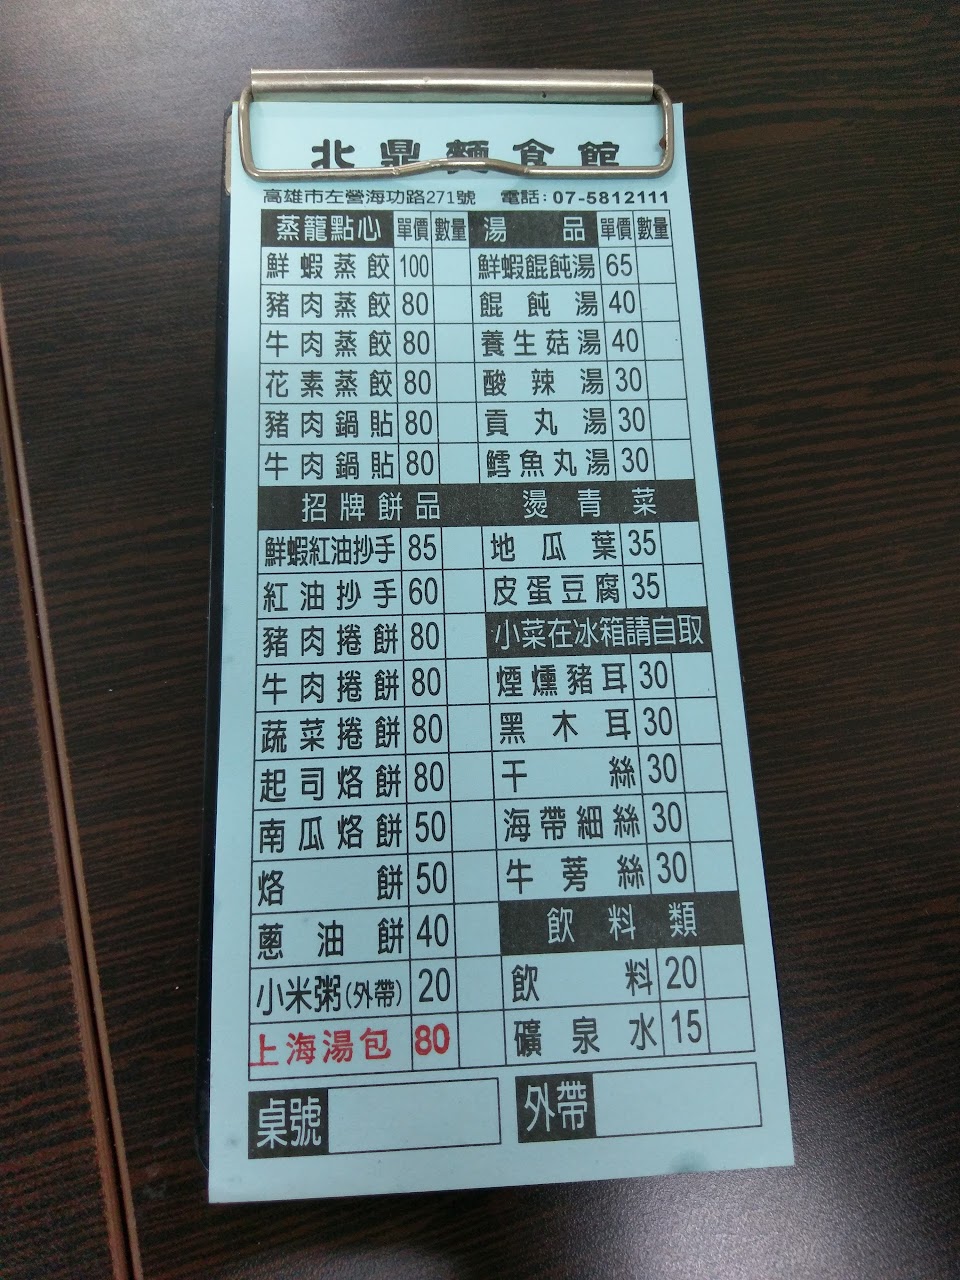 北鼎麵食館
高雄市左營海功路271號 電話:07-5812111
蒸籠點心 單價 數量 湯品 單價 數量
鮮蝦蒸餃 100 鮮蝦餛飩湯 65
豬肉蒸餃 80 餛飩湯 40
牛肉蒸餃 80 養生菇湯 40
花素蒸餃 80 酸辣湯 30
豬肉鍋貼 80 貢丸湯 30
牛肉鍋貼 80 鱈魚丸湯 30
招牌餅品 燙青菜
鮮蝦紅油抄手 85 地瓜葉 35
紅油抄手 60 皮蛋豆腐 35
豬肉捲餅 80 小菜在冰箱請自取
牛肉捲餅 80 煙燻豬耳 30
蔬菜捲餅 80 黑木耳 30
起司烙餅 80 干絲 30
南瓜烙餅 50 海帶細絲 30
烙餅 50 牛蒡絲 30
蔥油餅 40 飲料類
小米粥(外帶) 20 飲料 20
上海湯包 80 礦泉水 15
桌號 外帶